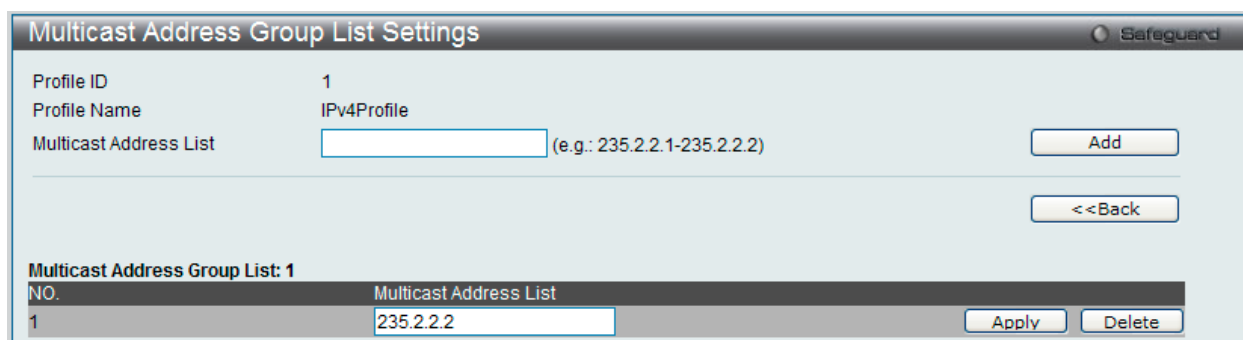 Multicast Address Group List Settings Safeguard
Profile ID 1
Profile Name IPv4Profile
Multicast Address List (e.g.: 235.2.2.1-235.2.2.2) Add
<<Back
Multicast Address Group List: 1
NO. Multicast Address List
1 235.2.2.2 Apply Delete